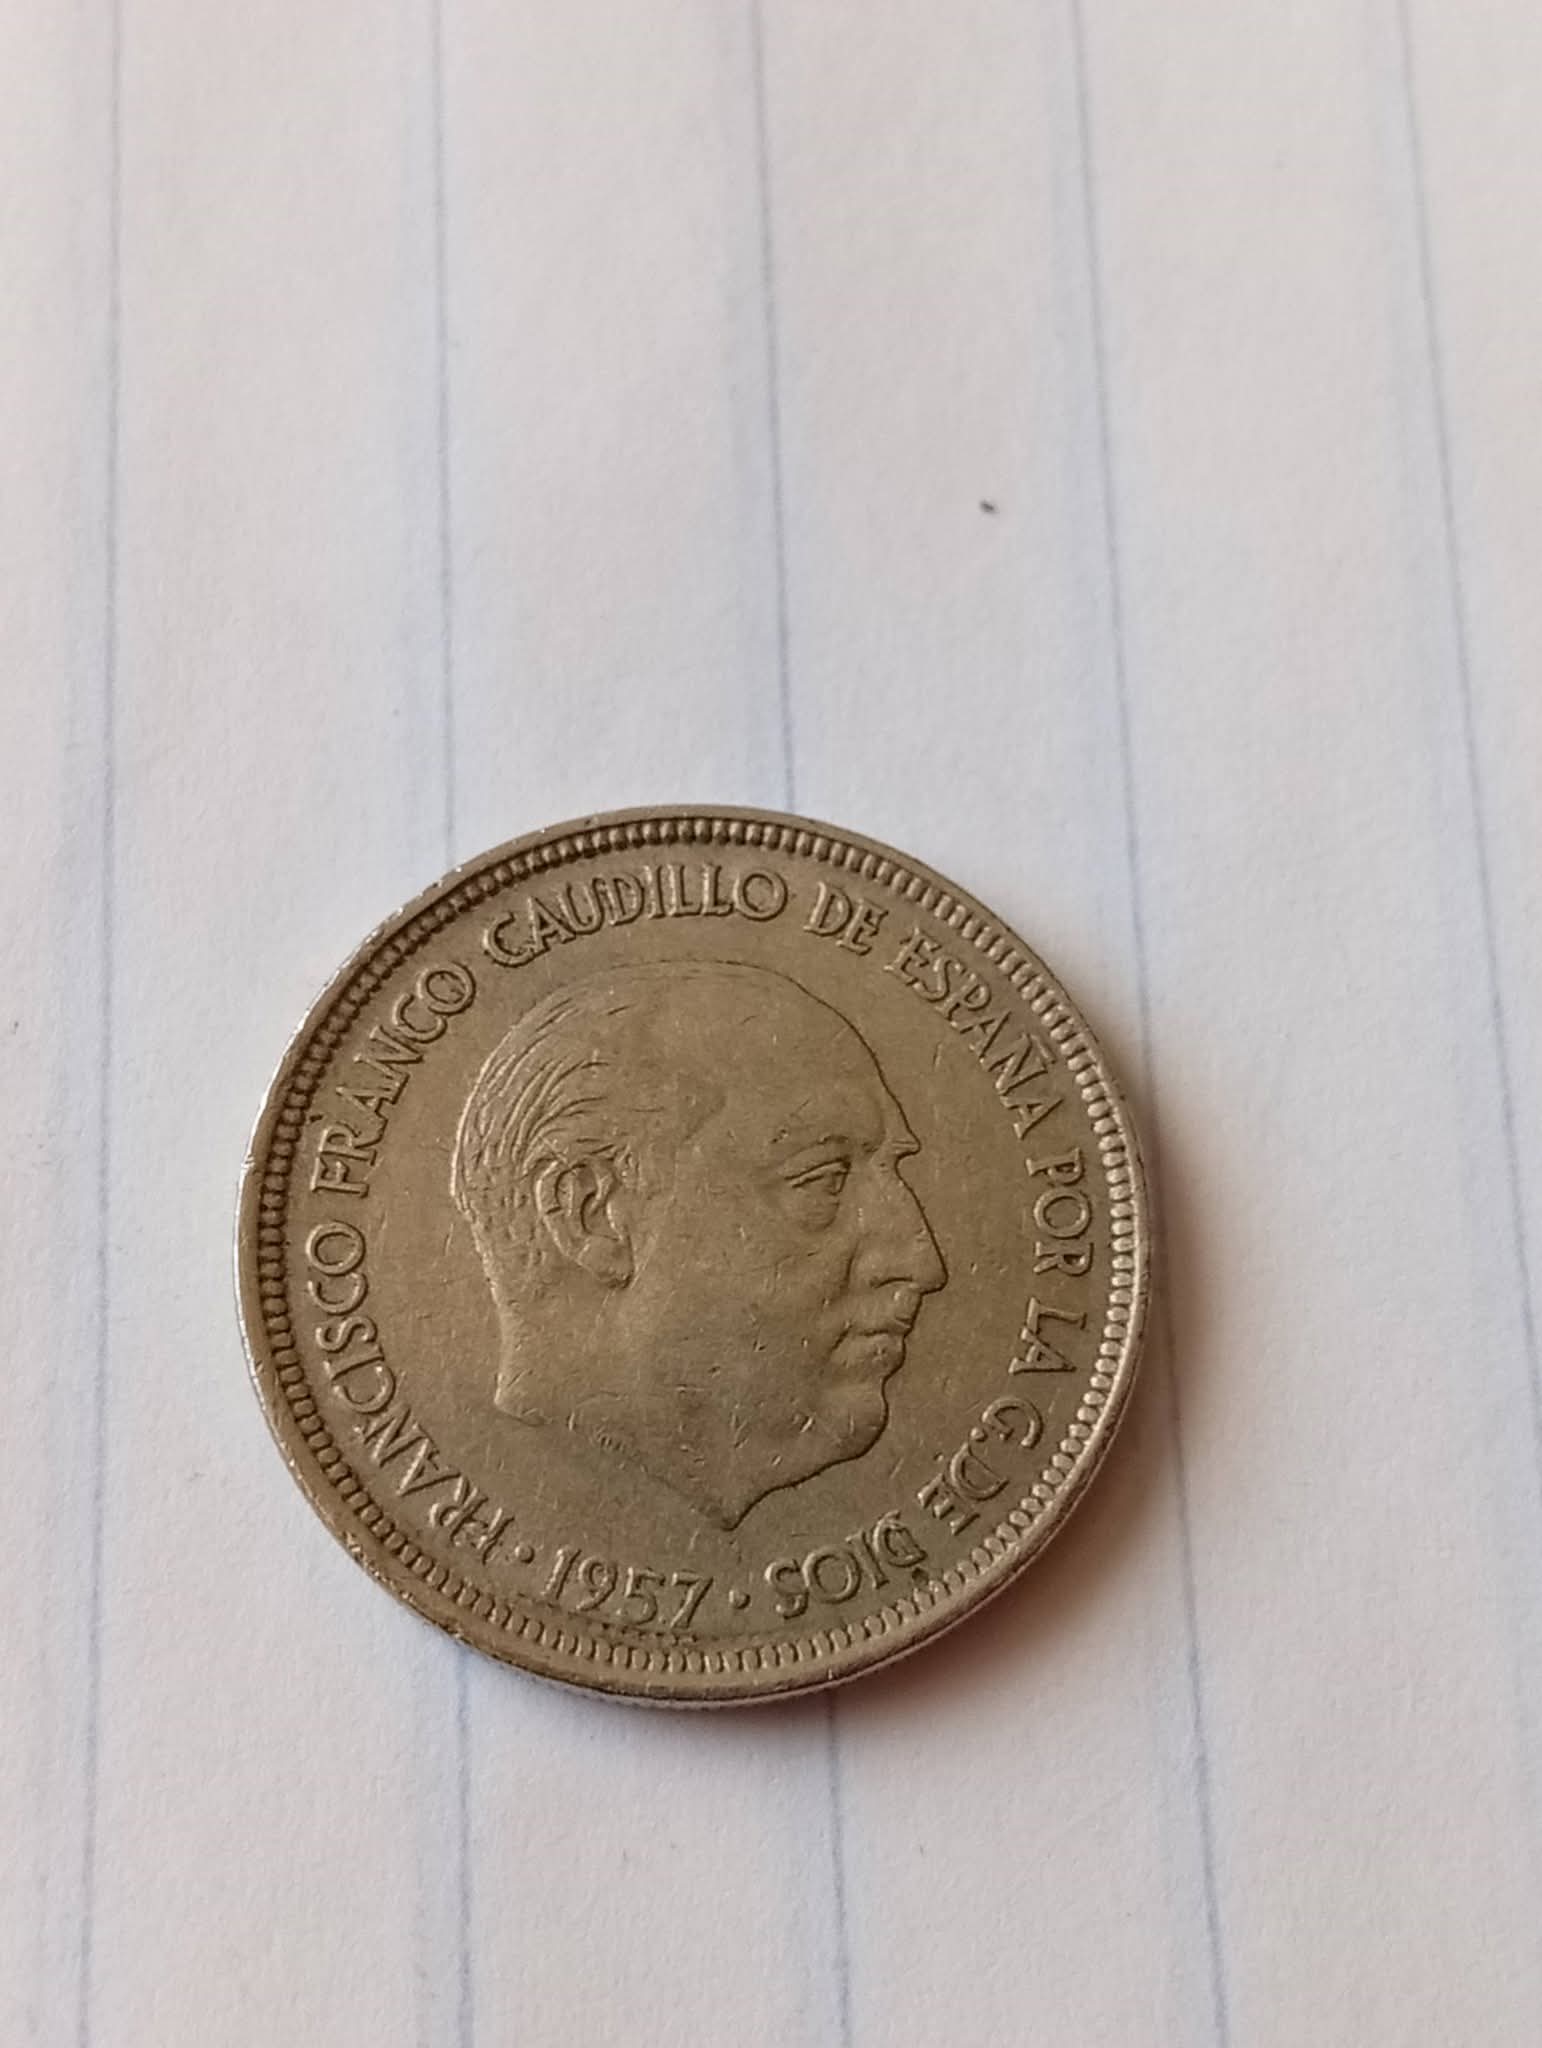 FRANCISCO FRANCO CAUDILLO DE ESPAÑA POR LA G.DE DIOS
• 1957 •